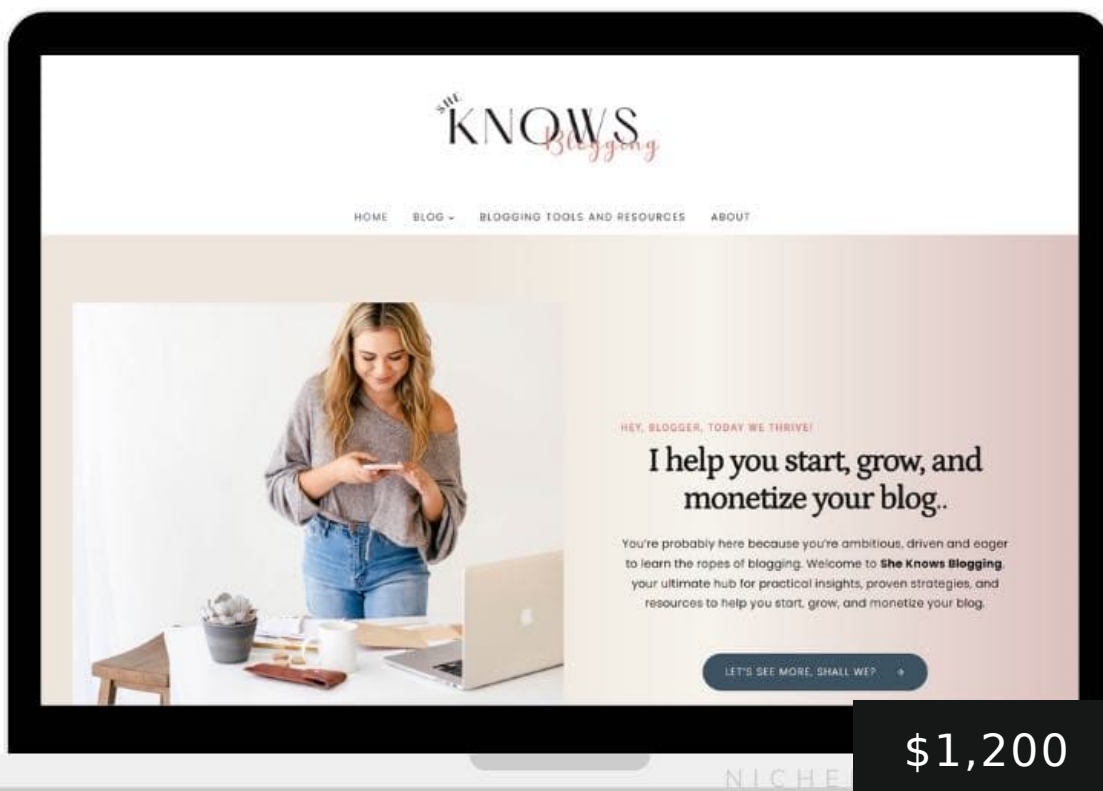 SHE
KNOWS
Blogging
HOME BLOG BLOGGING TOOLS AND RESOURCES ABOUT
HEY, BLOGGER, TODAY WE THRIVE!
I help you start, grow, and
monetize your blog..
You're probably here because you're ambitious, driven and eager
to learn the ropes of blogging. Welcome to She Knows Blogging,
your ultimate hub for practical insights, proven strategies, and
resources to help you start, grow, and monetize your blog.
LET'S SEE MORE, SHALL WE?
$1,200